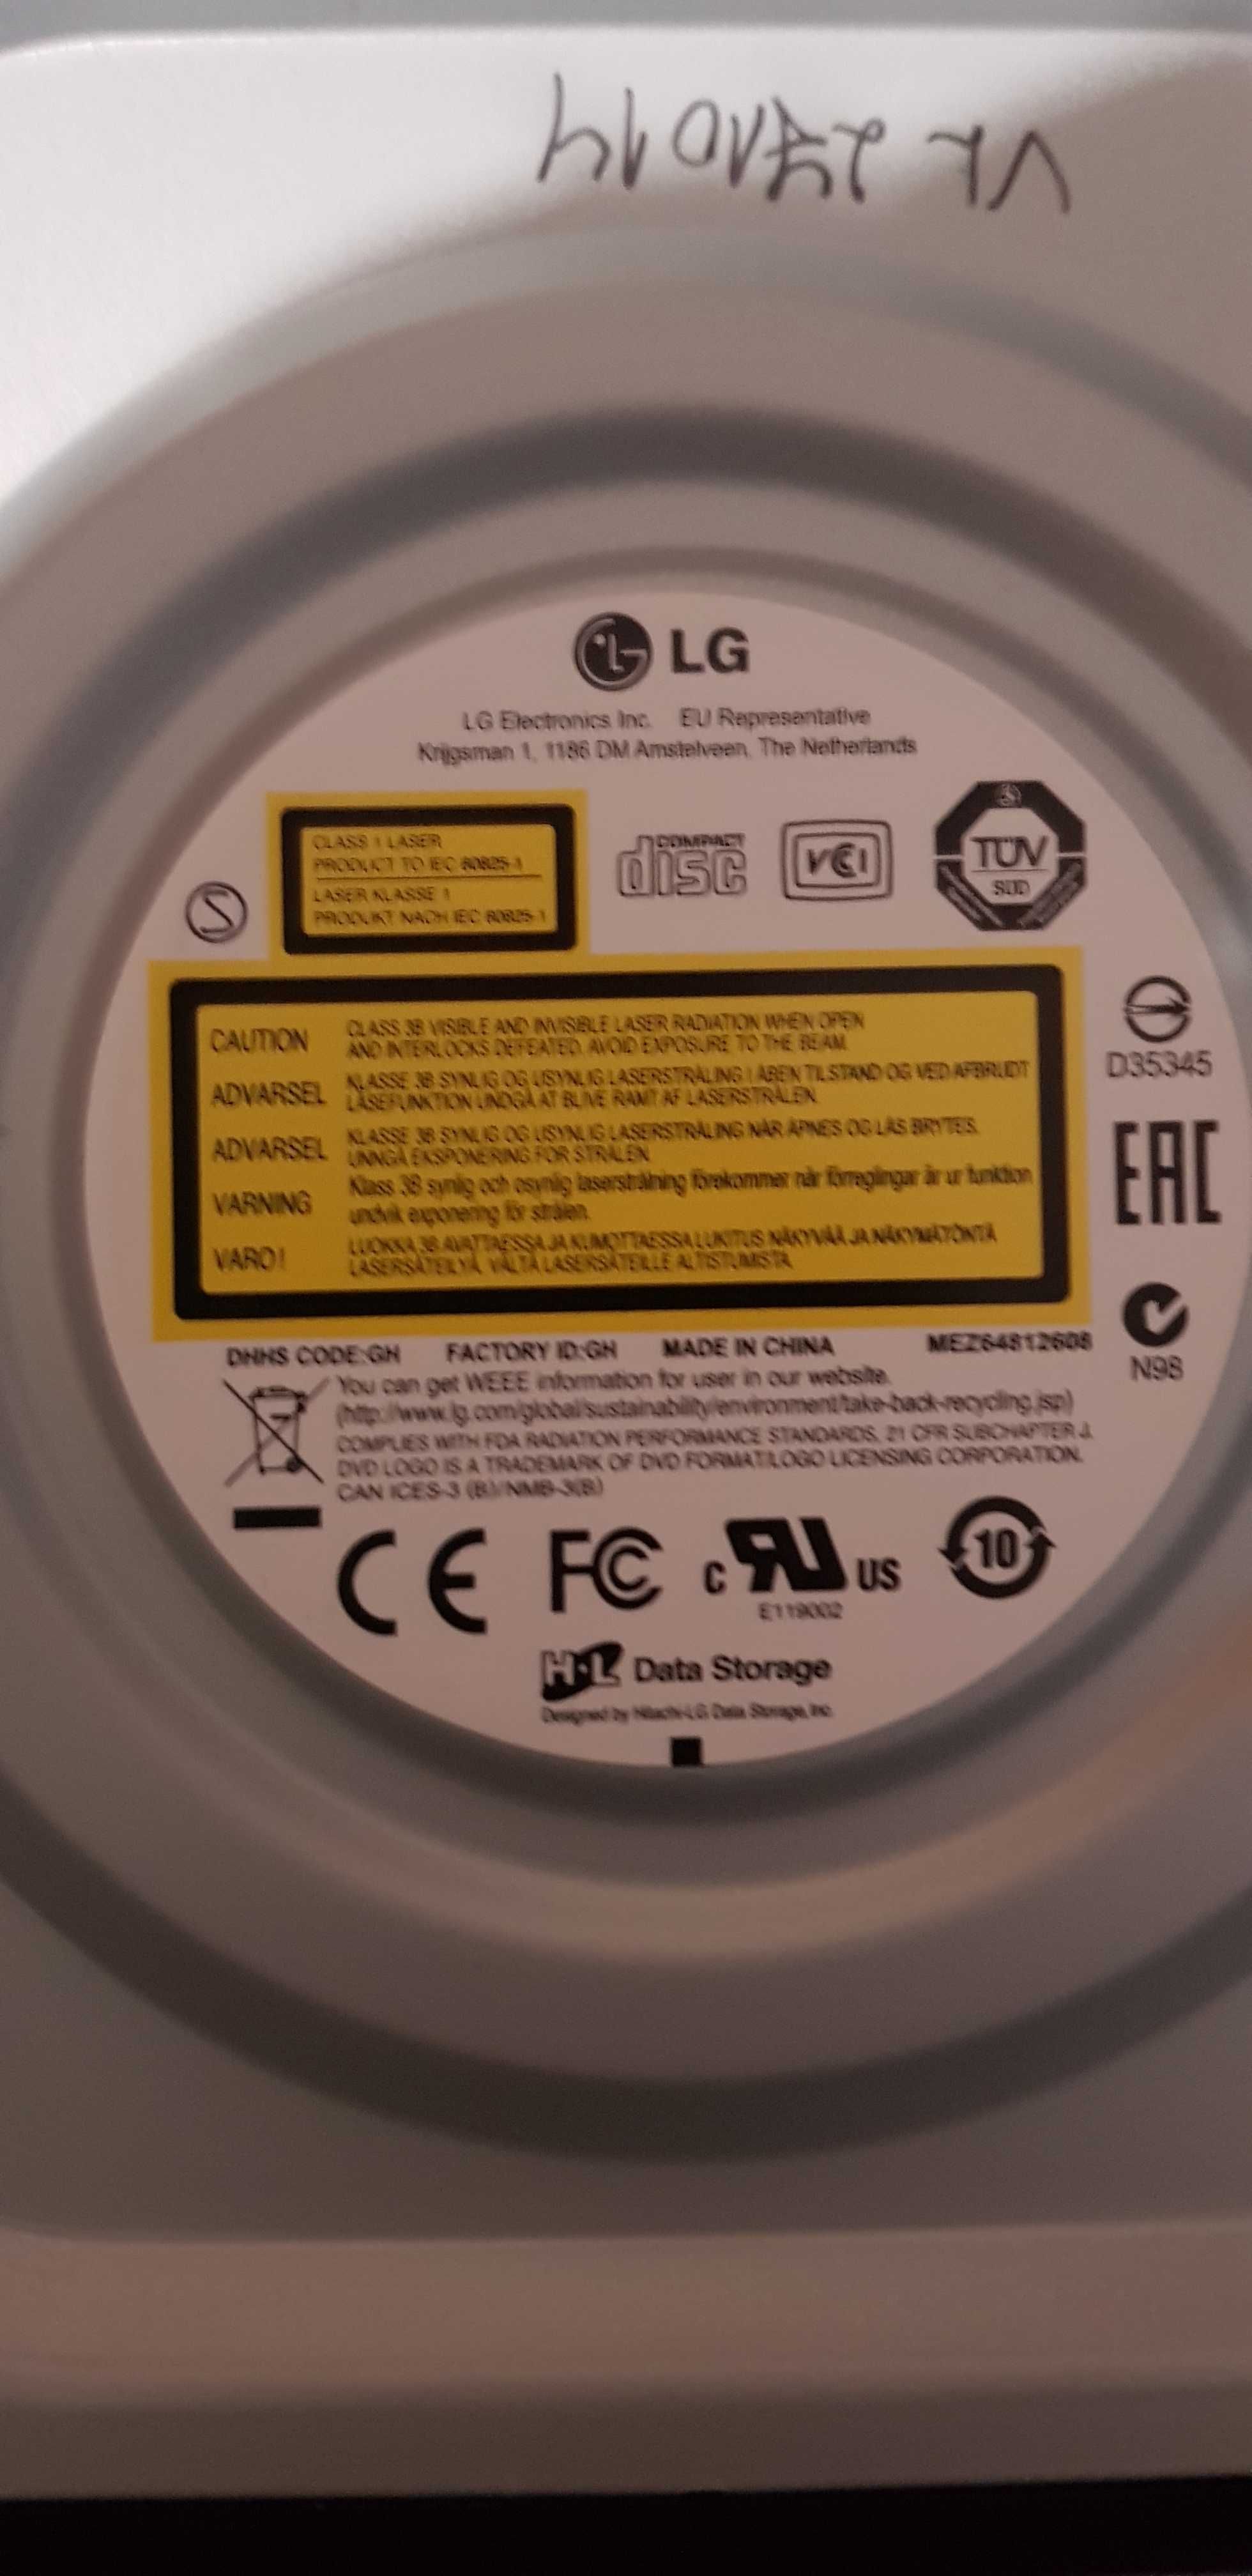 LG
LG Electronics Inc. EU Representative
Krijgsman 1, 1186 DM Amstelveen, The Netherlands
CLASS 1 LASER
PRODUCT TO IEC 60825-1
LASER KLASSE 1
PRODUKT NACH IEC 60825-1
COMPACT
disc
VCCI
TÜV
SÜD
S
CAUTION CLASS 3B VISIBLE AND INVISIBLE LASER RADIATION WHEN OPEN
AND INTERLOCKS DEFEATED. AVOID EXPOSURE TO THE BEAM.
ADVARSEL KLASSE 3B SYNLIG OG USYNLIG LASERSTRÅLING I ÅBEN TILSTAND OG VED AFBRUDT
LÅSEFUNKTION UNDGÅ AT BLIVE RAMT AF LASERSTRÅLEN.
ADVARSEL KLASSE 3B SYNLIG OG USYNLIG LASERSTRÅLING NÅR ÅPNES OG LÅS BRYTES.
UNNGÅ EKSPONERING FOR STRÅLEN
VARNING Klass 3B synlig och osynlig laserstrålning förekommer när förreglingar är ur funktion
undvik exponering för strålen.
VARO! LUOKKA 3B AVATTAESSA JA KUMOTTAESSA LUKITUS NÄKYVÄÄ JA NÄKYMÄTÖNTÄ
LASERSÄTEILYÄ, VÄLTÄ LASERSÄTEILLE ALTISTUMISTA.
D35345
EAC
N98
DHHS CODE:GH FACTORY ID:GH MADE IN CHINA MEZ64812608
You can get WEEE information for user in our website.
(http://www.lg.com/global/sustainability/environment/take-back-recycling.jsp)
COMPLIES WITH FDA RADIATION PERFORMANCE STANDARDS, 21 CFR SUBCHAPTER J.
DVD LOGO IS A TRADEMARK OF DVD FORMAT/LOGO LICENSING CORPORATION.
CAN ICES-3 (B)/NMB-3(B)
CE FC c RU US 10
E119002
H·L Data Storage
Designed by Hitachi-LG Data Storage, Inc.